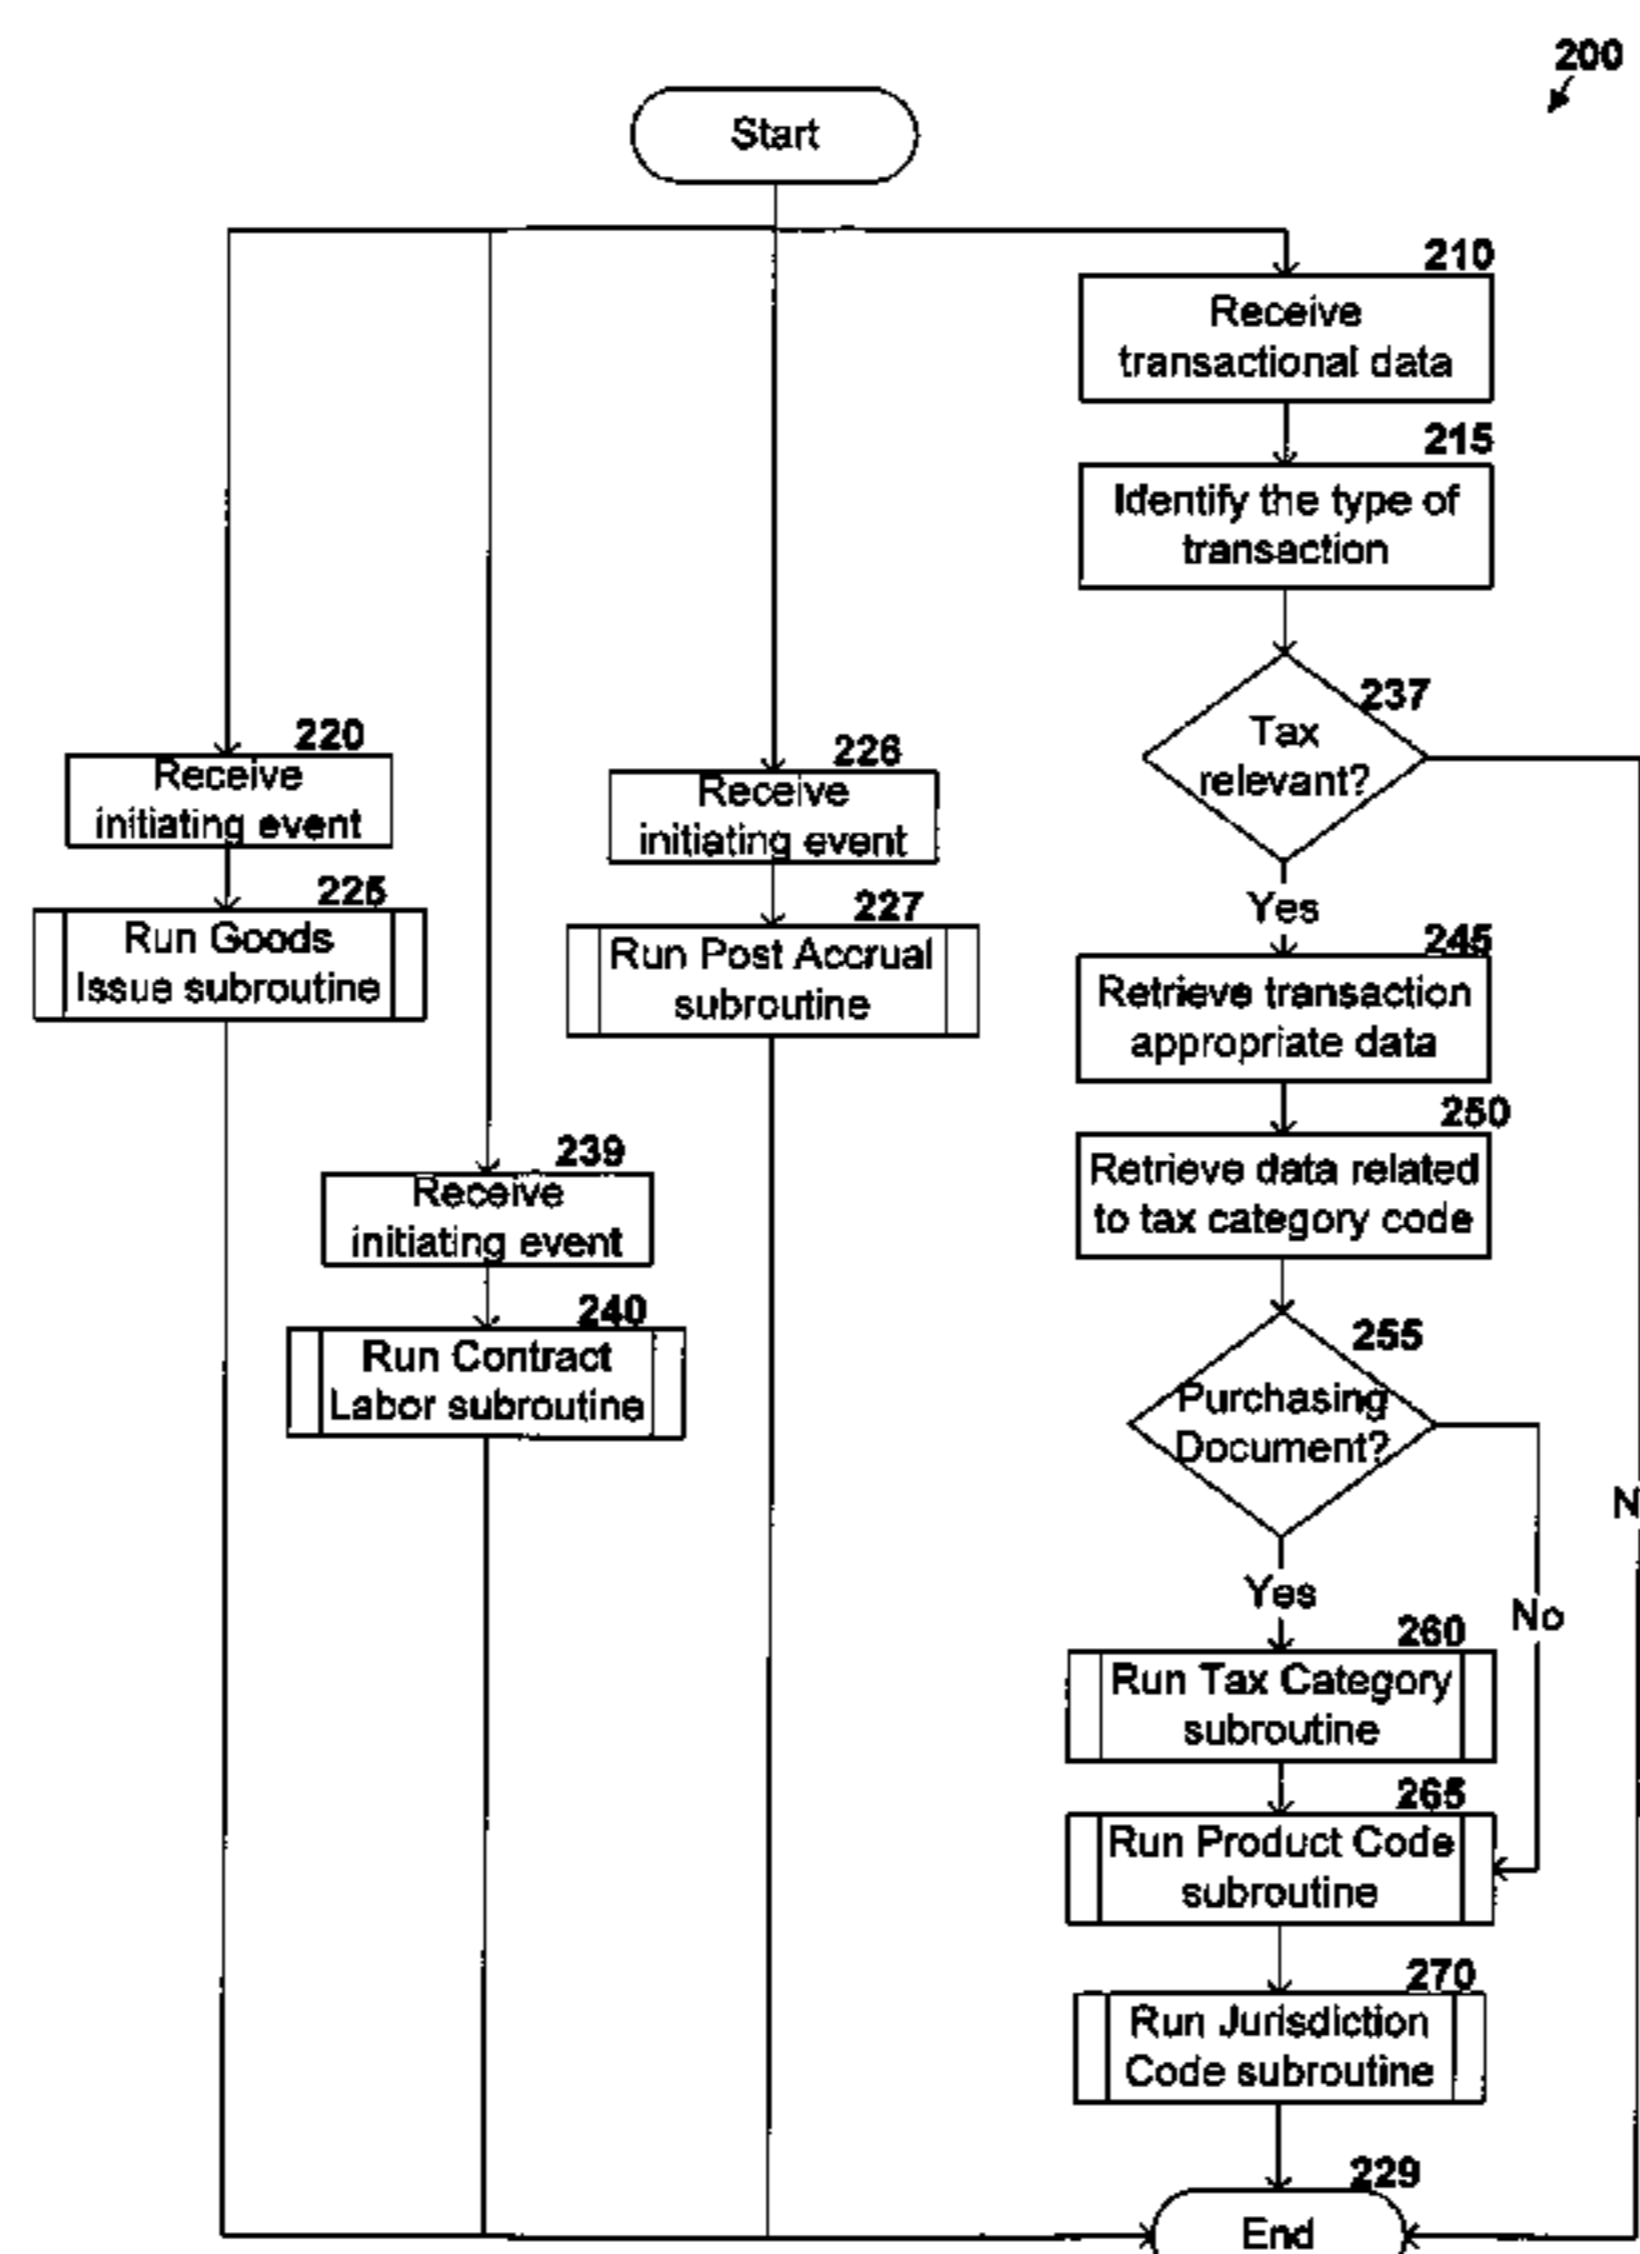 200
Start
210
Receive
transactional data
215
Identify the type of
transaction
237
Tax
relevant?
220
Receive
initiating event
226
Receive
initiating event
225
Run Goods
Issue subroutine
227
Run Post Accrual
subroutine
Yes
245
Retrieve transaction
appropriate data
250
Retrieve data related
to tax category code
239
Receive
initiating event
240
Run Contract
Labor subroutine
255
Purchasing
Document?
N
Yes
No
260
Run Tax Category
subroutine
265
Run Product Code
subroutine
270
Run Jurisdiction
Code subroutine
229
End